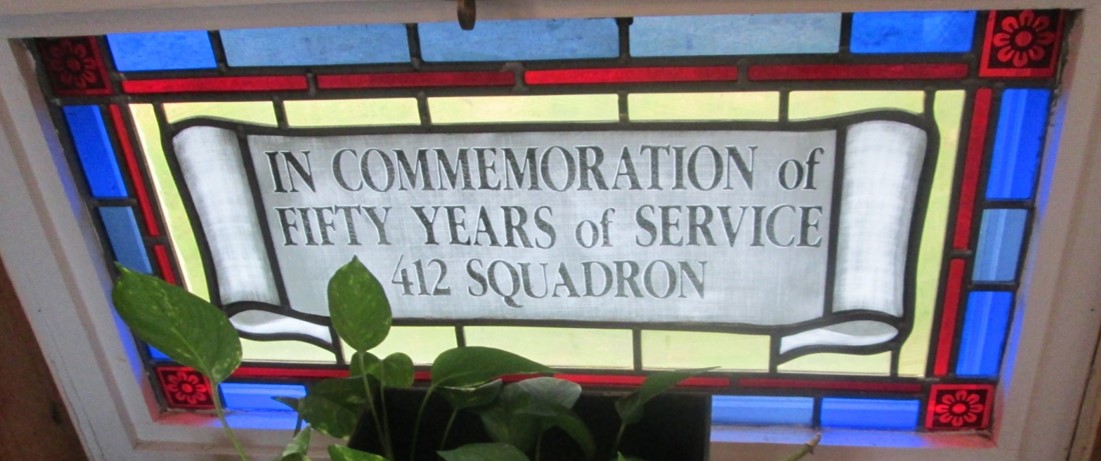 IN COMMEMORATION of
FIFTY YEARS of SERVICE
412 SQUADRON